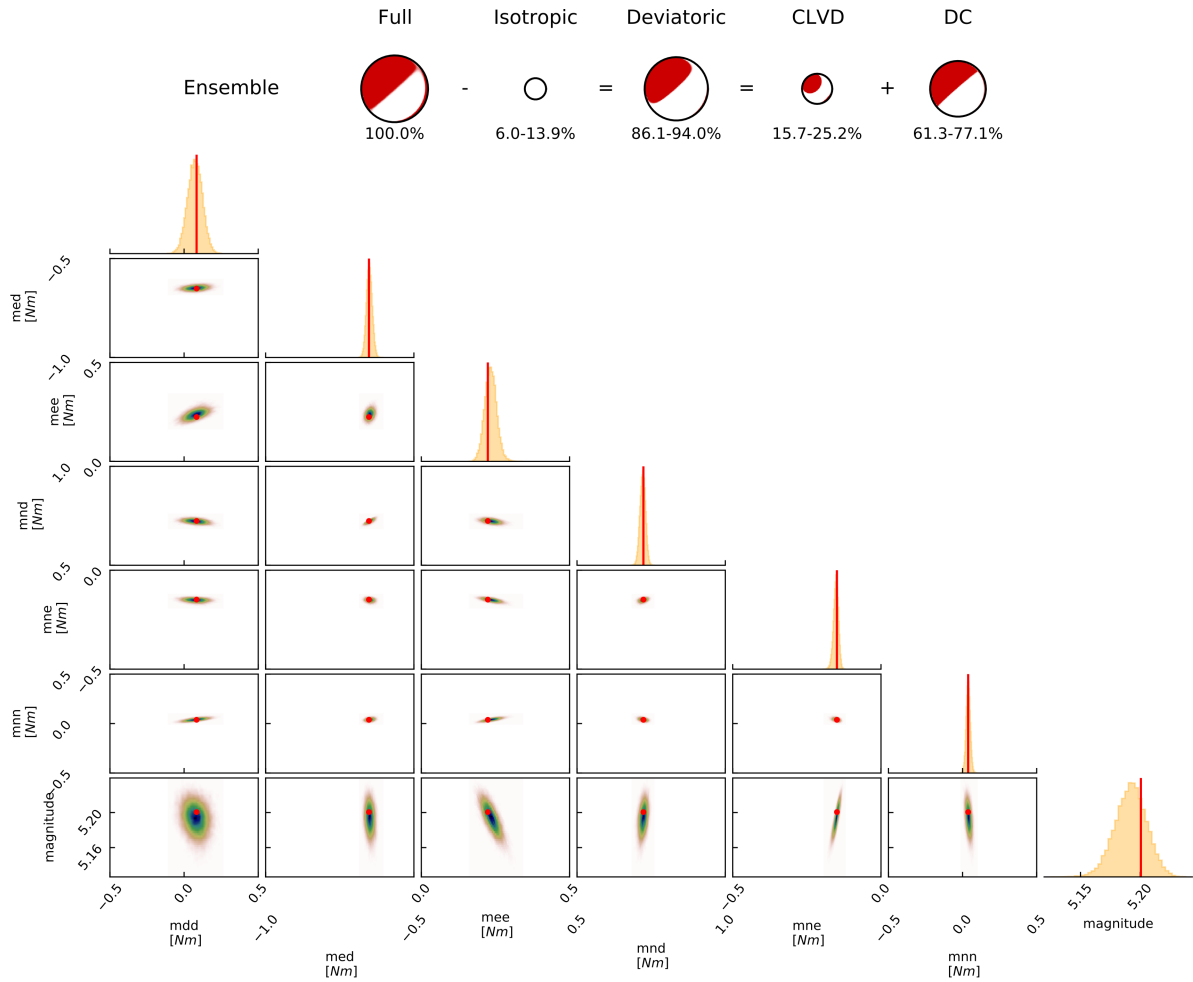 Full Isotropic Deviatoric CLVD DC
Ensemble - = = +
100.0% 6.0-13.9% 86.1-94.0% 15.7-25.2% 61.3-77.1%
−0.5
med
[Nm]
−1.0
0.5
mee
[Nm]
0.0
1.0
mnd
[Nm]
0.5
0.0
mne
[Nm]
−0.5
0.5
mnn
[Nm]
0.0
−0.5
magnitude
5.20
5.16
−0.5 0.0 0.5
mdd
[Nm]
−1.0 −0.5
med
[Nm]
0.0 0.5
mee
[Nm]
0.5 1.0
mnd
[Nm]
−0.5 0.0
mne
[Nm]
−0.5 0.0 0.5
mnn
[Nm]
5.15 5.20
magnitude